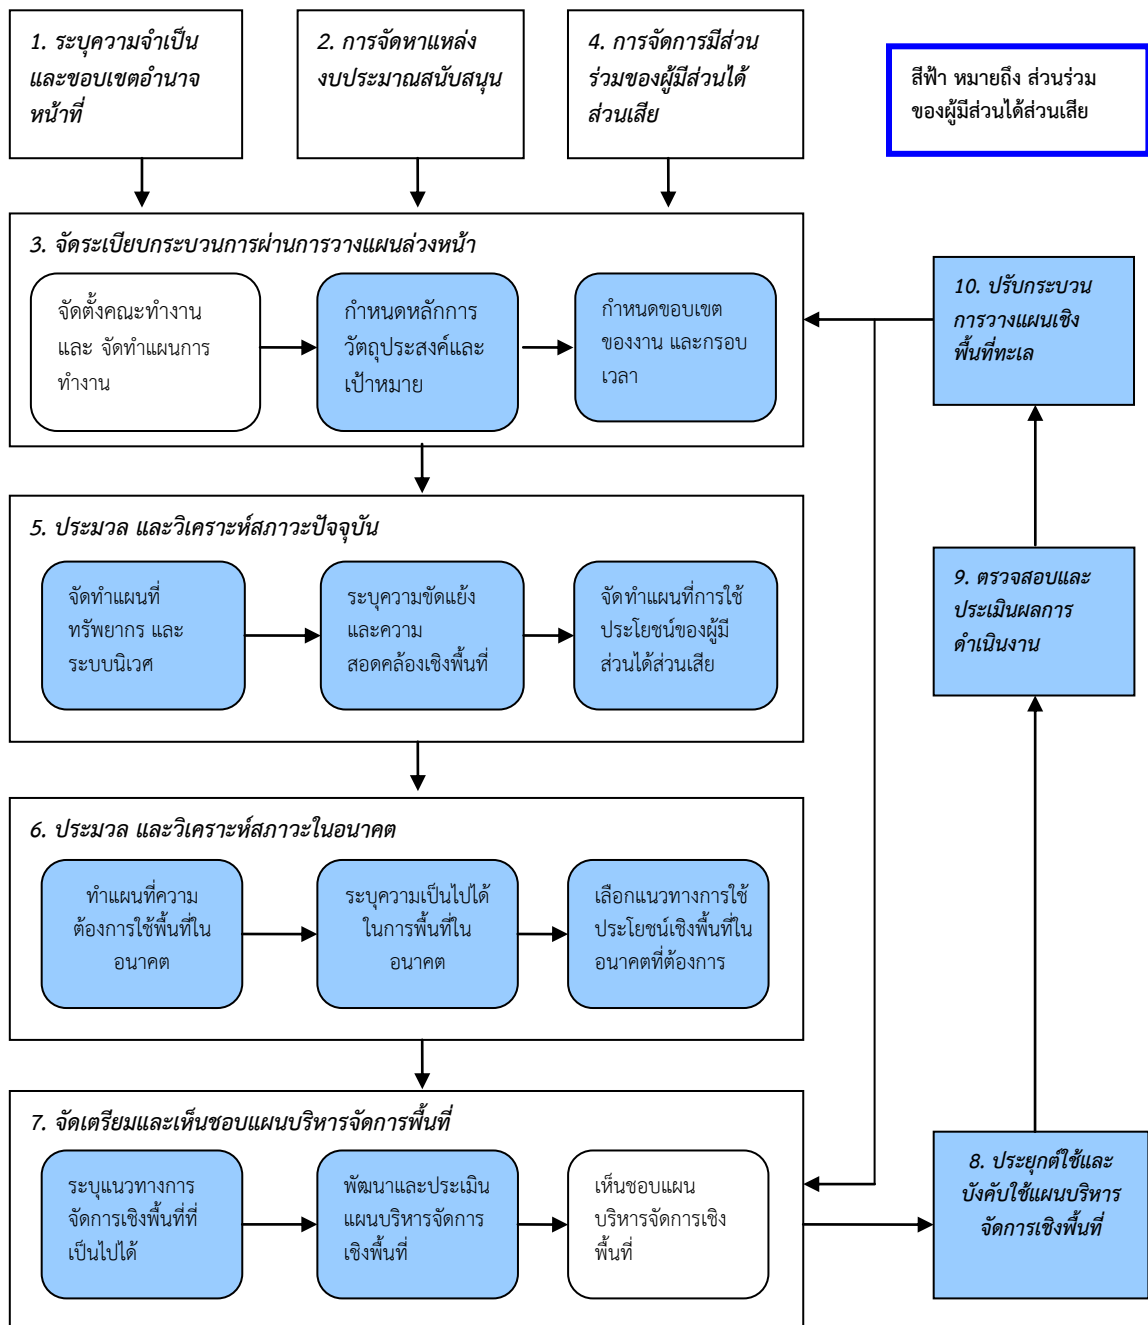 1. ระบุความจำเป็น
และขอบเขตอำนาจ
หน้าที่
2. การจัดหาแหล่ง
งบประมาณสนับสนุน
4. การจัดการมีส่วน
ร่วมของผู้มีส่วนได้
ส่วนเสีย
สีฟ้า หมายถึง ส่วนร่วม
ของผู้มีส่วนได้ส่วนเสีย
3. จัดระเบียบกระบวนการผ่านการวางแผนล่วงหน้า
จัดตั้งคณะทำงาน
และ จัดทำแผนการ
ทำงาน
กำหนดหลักการ
วัตถุประสงค์และ
เป้าหมาย
กำหนดขอบเขต
ของงาน และกรอบ
เวลา
10. ปรับกระบวน
การวางแผนเชิง
พื้นที่ทะเล
5. ประมวล และวิเคราะห์สภาวะปัจจุบัน
จัดทำแผนที่
ทรัพยากร และ
ระบบนิเวศ
ระบุความขัดแย้ง
และความ
สอดคล้องเชิงพื้นที่
จัดทำแผนที่การใช้
ประโยชน์ของผู้มี
ส่วนได้ส่วนเสีย
9. ตรวจสอบและ
ประเมินผลการ
ดำเนินงาน
6. ประมวล และวิเคราะห์สภาวะในอนาคต
ทำแผนที่ความ
ต้องการใช้พื้นที่ใน
อนาคต
ระบุความเป็นไปได้
ในการพื้นที่ใน
อนาคต
เลือกแนวทางการใช้
ประโยชน์เชิงพื้นที่ใน
อนาคตที่ต้องการ
7. จัดเตรียมและเห็นชอบแผนบริหารจัดการพื้นที่
ระบุแนวทางการ
จัดการเชิงพื้นที่ที่
เป็นไปได้
พัฒนาและประเมิน
แผนบริหารจัดการ
เชิงพื้นที่
เห็นชอบแผน
บริหารจัดการเชิง
พื้นที่
8. ประยุกต์ใช้และ
บังคับใช้แผนบริหาร
จัดการเชิงพื้นที่